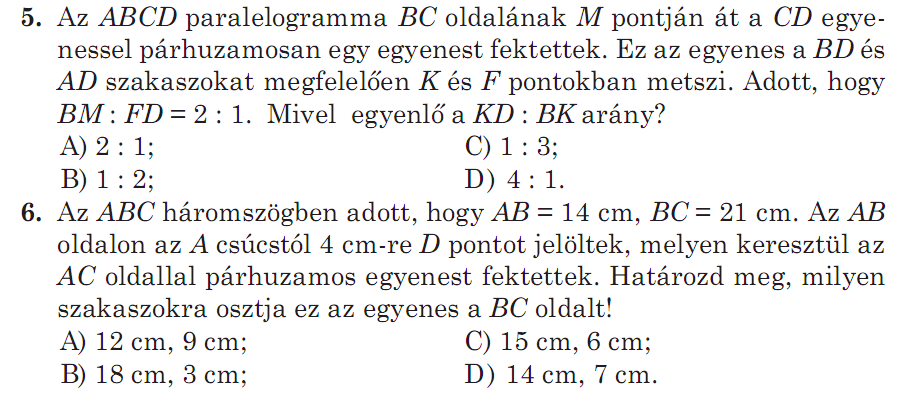 5. Az ABCD paralelogramma BC oldalának M pontján át a CD egye-
nessel párhuzamosan egy egyenest fektettek. Ez az egyenes a BD és
AD szakaszokat megfelelően K és F pontokban metszi. Adott, hogy
BM : FD = 2 : 1. Mivel egyenlő a KD : BK arány?
A) 2 : 1; C) 1 : 3;
B) 1 : 2; D) 4 : 1.
6. Az ABC háromszögben adott, hogy AB = 14 cm, BC = 21 cm. Az AB
oldalon az A csúcstól 4 cm-re D pontot jelöltek, melyen keresztül az
AC oldallal párhuzamos egyenest fektettek. Határozd meg, milyen
szakaszokra osztja ez az egyenes a BC oldalt!
A) 12 cm, 9 cm; C) 15 cm, 6 cm;
B) 18 cm, 3 cm; D) 14 cm, 7 cm.